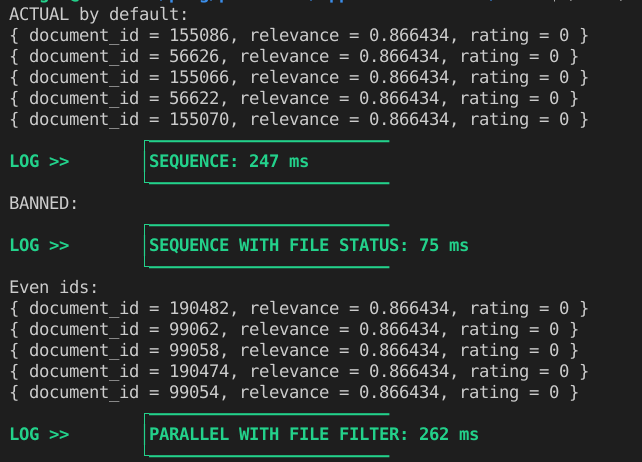 ACTUAL by default:
{ document_id = 155086, relevance = 0.866434, rating = 0 }
{ document_id = 56626, relevance = 0.866434, rating = 0 }
{ document_id = 155066, relevance = 0.866434, rating = 0 }
{ document_id = 56622, relevance = 0.866434, rating = 0 }
{ document_id = 155070, relevance = 0.866434, rating = 0 }
LOG >> SEQUENCE: 247 ms
BANNED:
LOG >> SEQUENCE WITH FILE STATUS: 75 ms
Even ids:
{ document_id = 190482, relevance = 0.866434, rating = 0 }
{ document_id = 99062, relevance = 0.866434, rating = 0 }
{ document_id = 99058, relevance = 0.866434, rating = 0 }
{ document_id = 190474, relevance = 0.866434, rating = 0 }
{ document_id = 99054, relevance = 0.866434, rating = 0 }
LOG >> PARALLEL WITH FILE FILTER: 262 ms